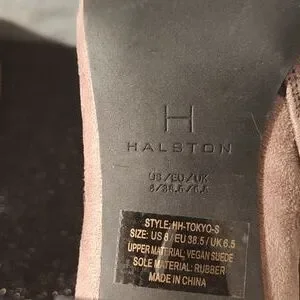 H
HALSTON
US/EU/UK
8/38.5/6.5
STYLE: HH-TOKYO-S
SIZE: US 8 / EU 38.5 / UK 6.5
UPPER MATERIAL: VEGAN SUEDE
SOLE MATERIAL: RUBBER
MADE IN CHINA